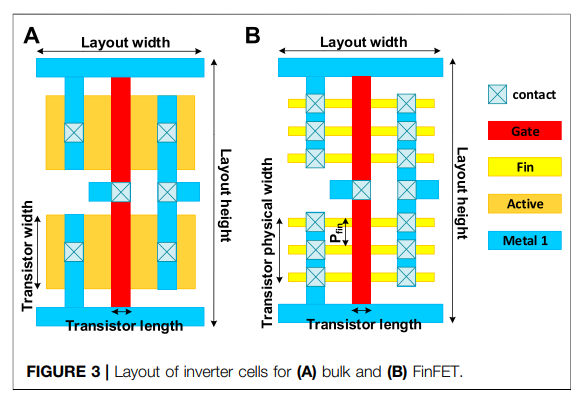 A
Layout width
Transistor width
Layout height
Transistor length
B
Layout width
Transistor physical width
Pfin
Layout height
Transistor length
contact
Gate
Fin
Active
Metal 1
FIGURE 3 | Layout of inverter cells for (A) bulk and (B) FinFET.